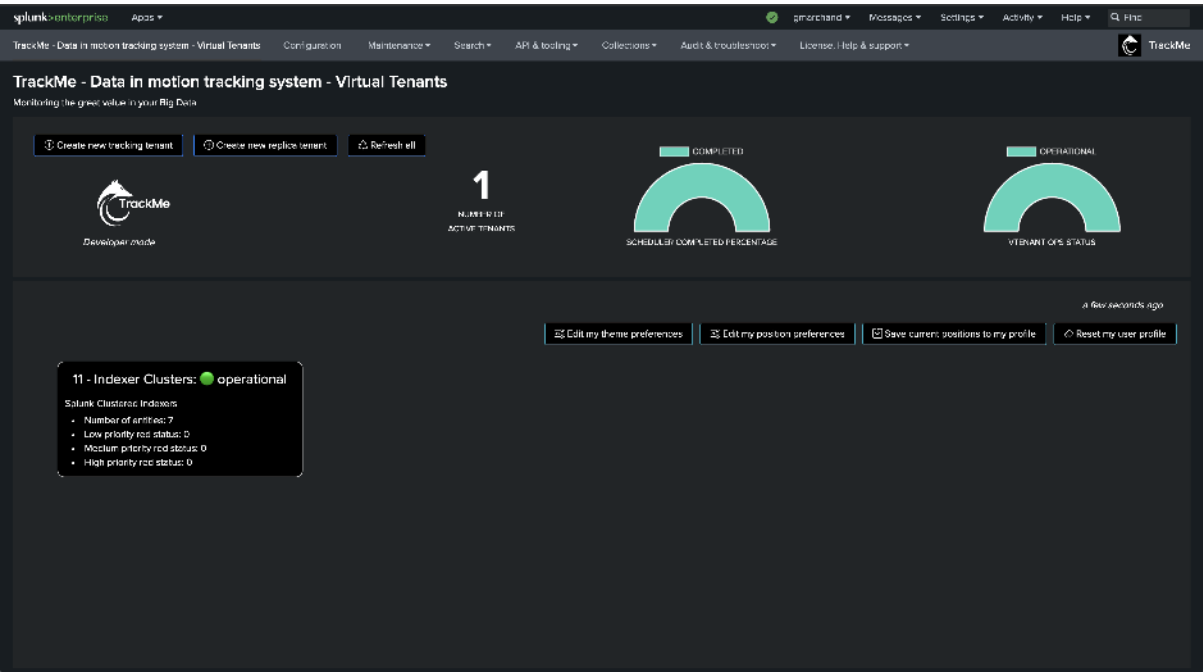 splunk>enterprise Apps gmarchand Messages Settings Activity Help Find
TrackMe - Data in motion tracking system - Virtual Tenants Configuration Maintenance Search API & tooling Collections Audit & troubleshoot License, Help & support TrackMe
TrackMe - Data in motion tracking system - Virtual Tenants
Monitoring the great value in your Big Data
Create new tracking tenant Create new replica tenant Refresh all
TrackMe
Developer mode
1
NUMBER OF
ACTIVE TENANTS
COMPLETED
SCHEDULER COMPLETED PERCENTAGE
OPERATIONAL
VTENANT OPS STATUS
a few seconds ago
Edit my theme preferences Edit my position preferences Save current positions to my profile Reset my user profile
11 - Indexer Clusters: operational
Splunk Clustered Indexers
Number of entities: 7
Low priority red status: 0
Medium priority red status: 0
High priority red status: 0